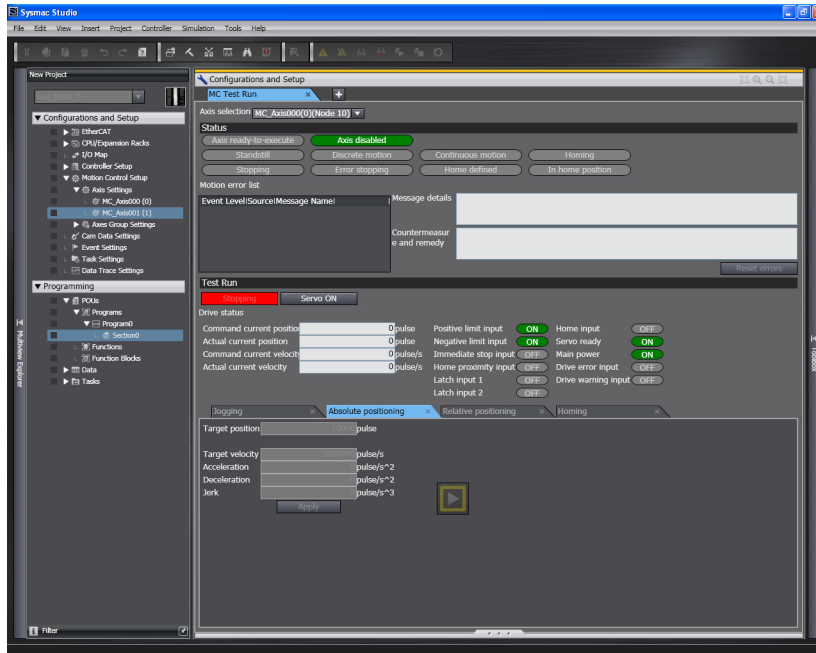 Sysmac Studio
File Edit View Insert Project Controller Simulation Tools Help
New Project
Configurations and Setup
EtherCAT
CPU/Expansion Racks
I/O Map
Controller Setup
Motion Control Setup
Axis Settings
MC_Axis000 (0)
MC_Axis001 (1)
Axes Group Settings
Cam Data Settings
Event Settings
Task Settings
Data Trace Settings
Programming
POUs
Programs
Program0
Section0
Functions
Function Blocks
Data
Tasks
Filter
Multiview Explorer
Configurations and Setup
MC Test Run
Axis selection MC_Axis000(0)(Node 10)
Status
Axis ready-to-execute Axis disabled
Standstill Discrete motion Continuous motion Homing
Stopping Error stopping Home defined In home position
Motion error list
Event Level|Source|Message Name|
Message details
Countermeasur
e and remedy
Reset errors
Test Run
Stopping Servo ON
Drive status
Command current position 0 pulse Positive limit input ON Home input OFF
Actual current position 0 pulse Negative limit input ON Servo ready ON
Command current velocity 0 pulse/s Immediate stop input OFF Main power ON
Actual current velocity 0 pulse/s Home proximity input OFF Drive error input OFF
Latch input 1 OFF Drive warning input OFF
Latch input 2 OFF
Jogging Absolute positioning Relative positioning Homing
Target position pulse
Target velocity pulse/s
Acceleration pulse/s^2
Deceleration pulse/s^2
Jerk pulse/s^3
Apply
Toolbox